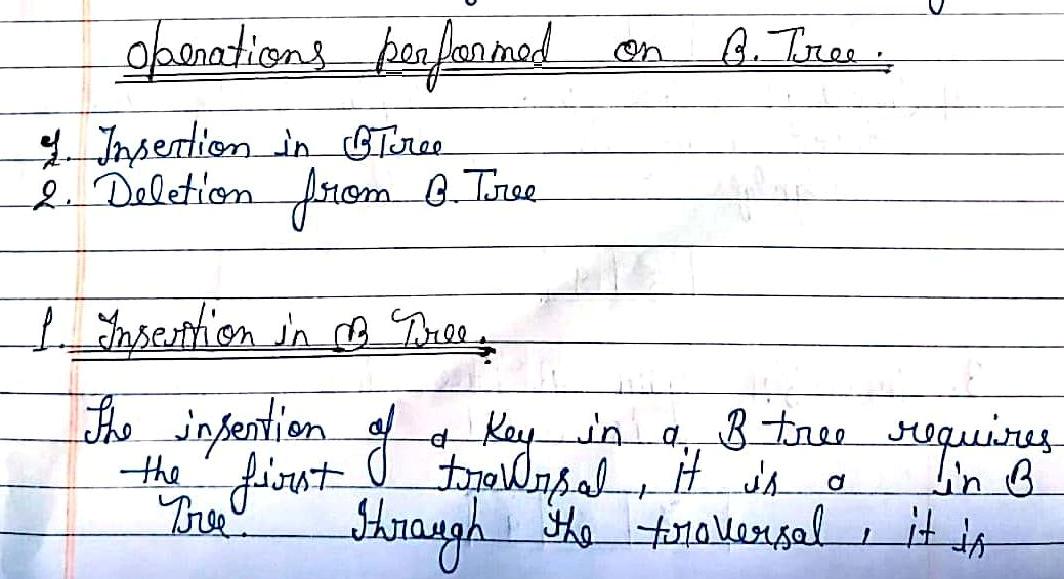 Operations performed on B. Tree.
1. Insertion in BTree
2. Deletion from B. Tree
1. Insertion in B Tree.
The insertion of a key in a B tree requires
the first traversal, it is a in B
Tree. Through the traversal, it is